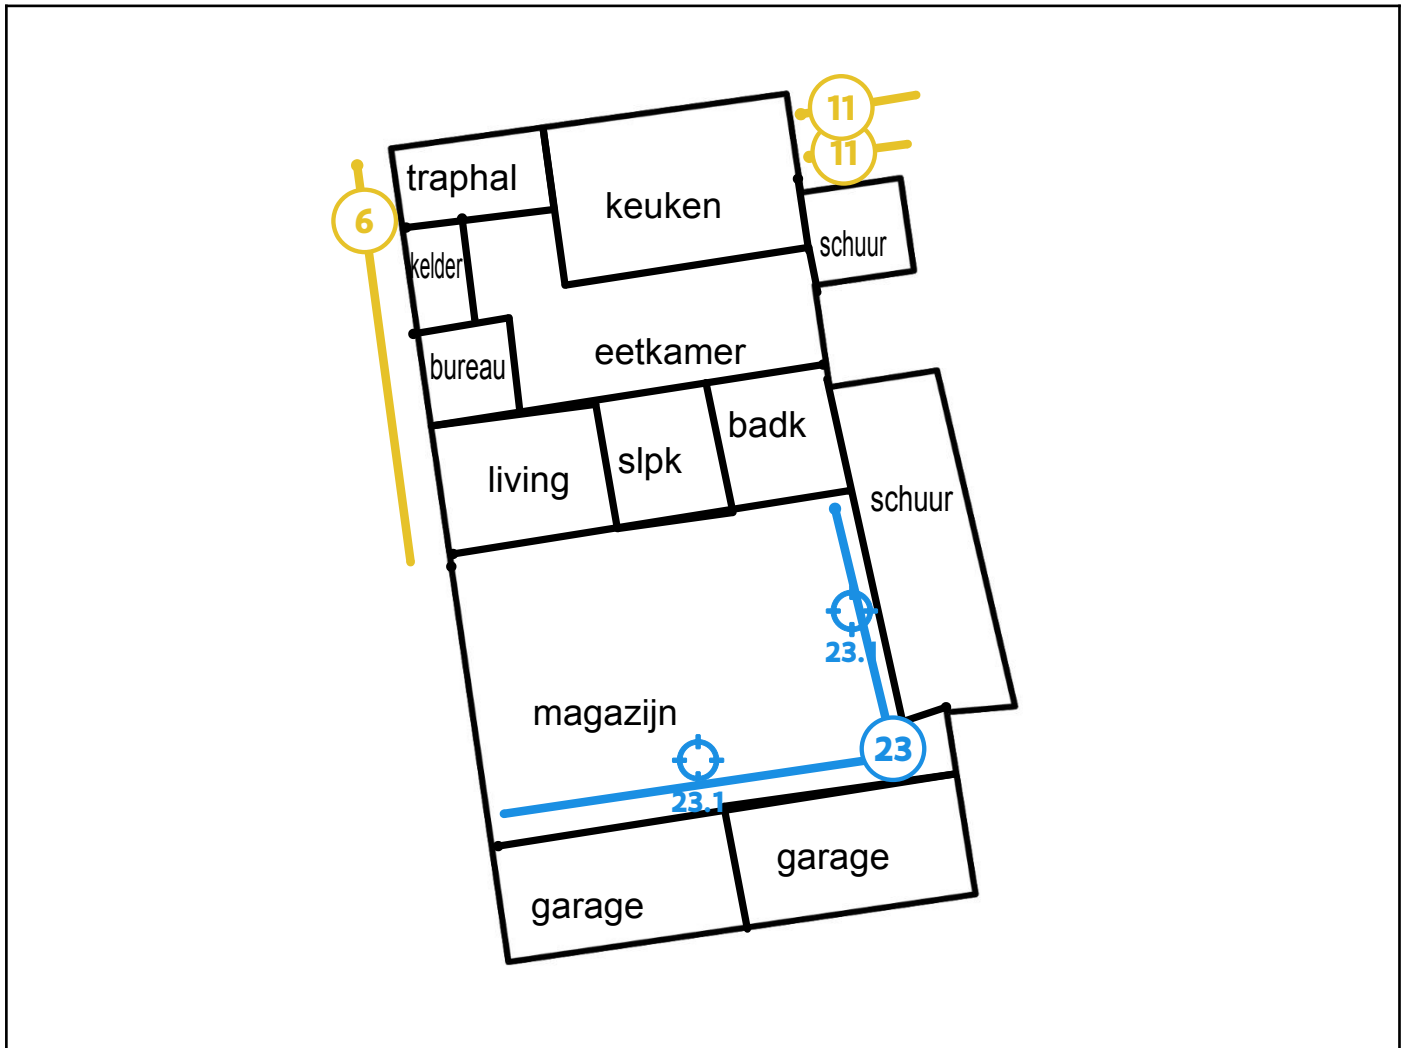 11
11
traphal
keuken
6
schuur
kelder
eetkamer
bureau
badk
slpk
living
schuur
23.1
magazijn
23
23.1
garage
garage